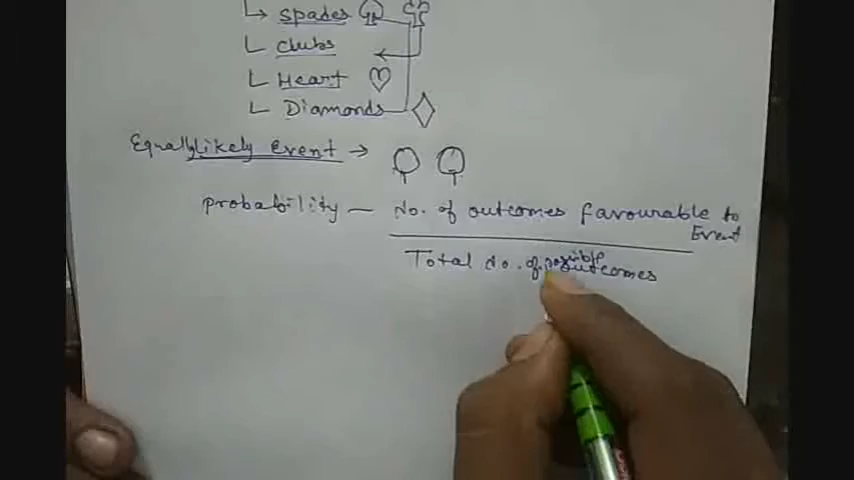 spades
clubs
Heart
Diamonds
Equally likely Event →
probability — No. of outcomes favourable to
Event
Total No. of possible outcomes